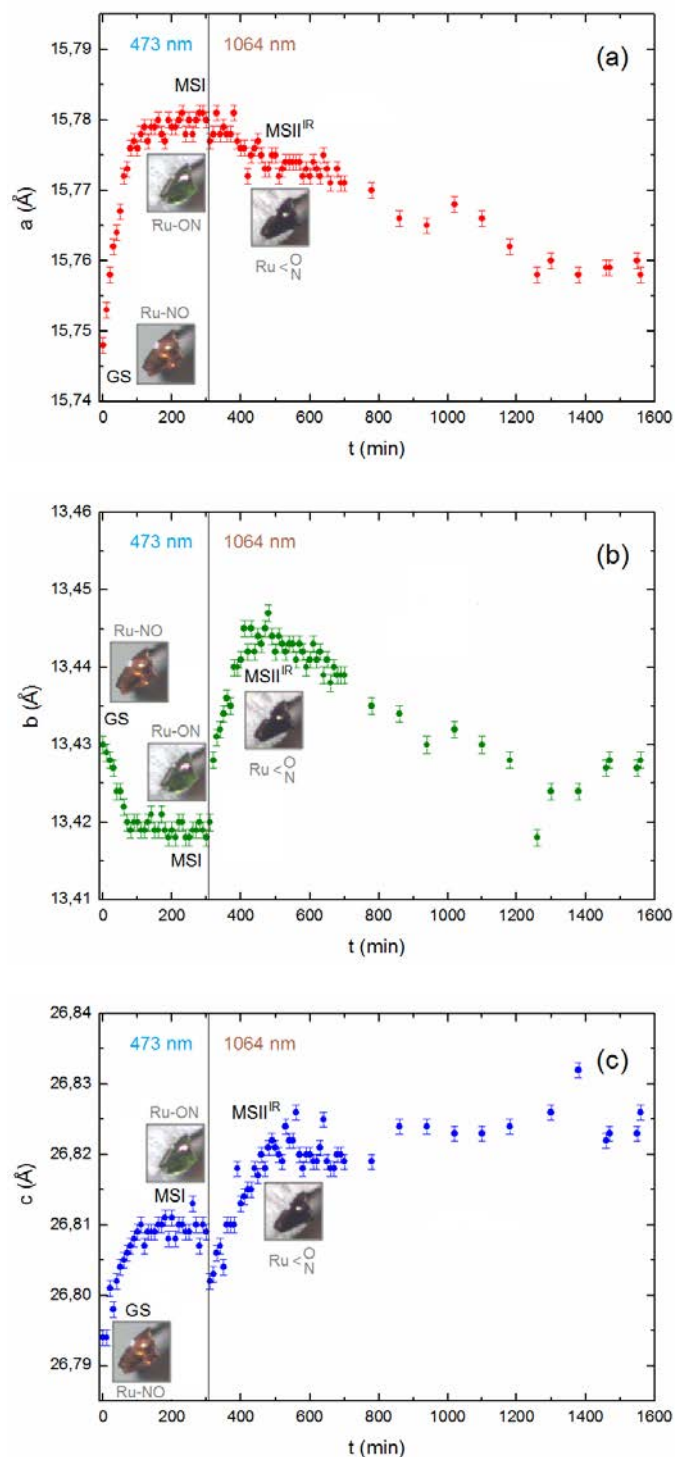 473 nm 1064 nm (a)
15,79
MSI
15,78
MSII^IR
15,77
Ru-ON
Ru<O N
15,76
a (Å)
Ru-NO
15,75
GS
15,74
0 200 400 600 800 1000 1200 1400 1600
t (min)
13,46
473 nm 1064 nm (b)
13,45
Ru-NO
13,44
MSII^IR
GS
Ru-ON
13,43
b (Å)
Ru<O N
13,42
MSI
13,41
0 200 400 600 800 1000 1200 1400 1600
t (min)
26,84
473 nm 1064 nm (c)
26,83
Ru-ON
MSII^IR
26,82
MSI
26,81
c (Å)
Ru<O N
26,80
GS
26,79
Ru-NO
0 200 400 600 800 1000 1200 1400 1600
t (min)